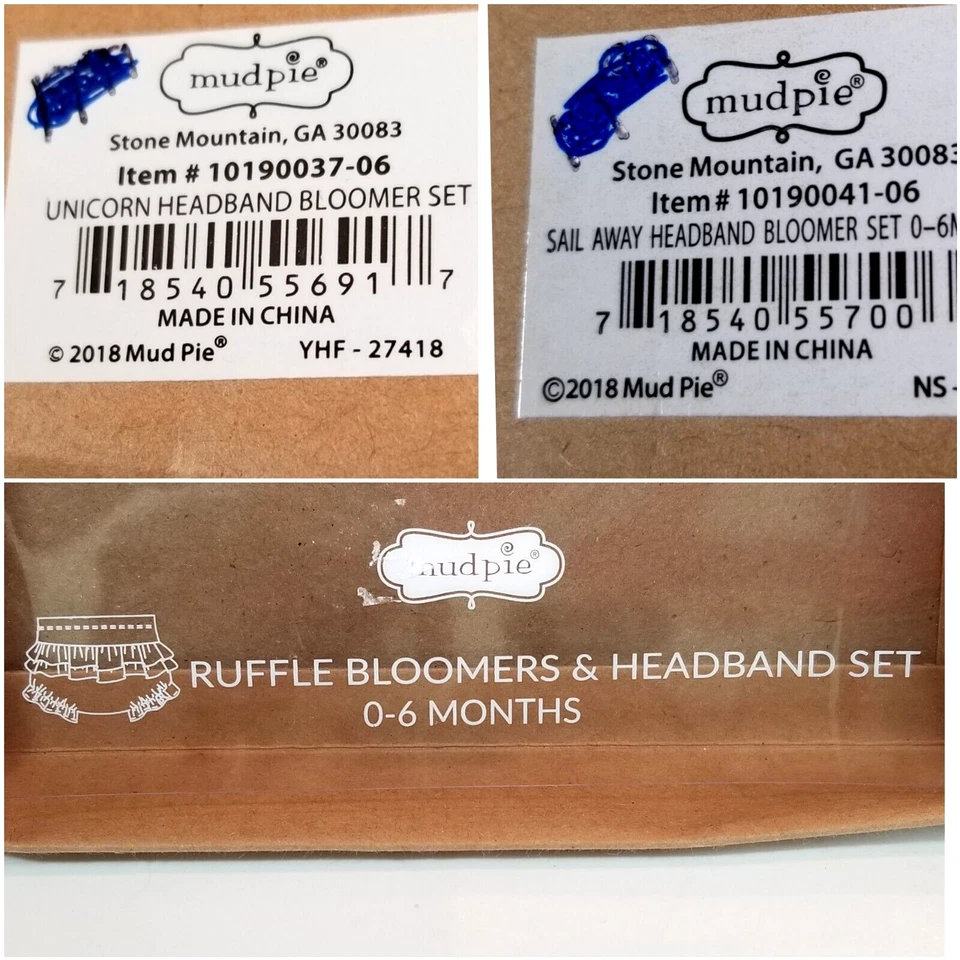 mudpie®
Stone Mountain, GA 30083
Item # 10190037-06
UNICORN HEADBAND BLOOMER SET
7 18540 55691 7
MADE IN CHINA
© 2018 Mud Pie® YHF - 27418
mudpie®
Stone Mountain, GA 30083
Item # 10190041-06
SAIL AWAY HEADBAND BLOOMER SET 0-6M
7 18540 55700
MADE IN CHINA
©2018 Mud Pie® NS -
mudpie®
RUFFLE BLOOMERS & HEADBAND SET
0-6 MONTHS